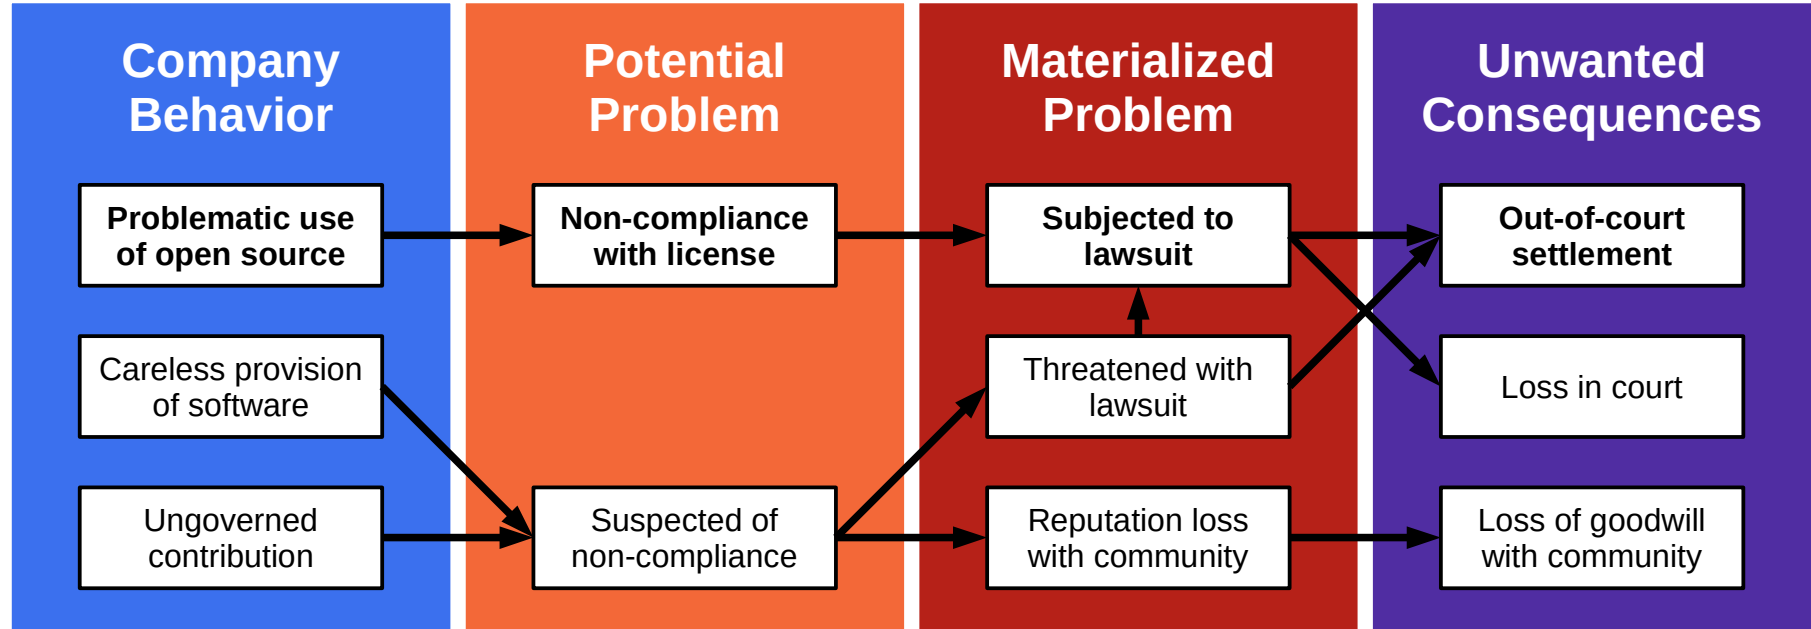 Company
Behavior
Problematic use
of open source
Careless provision
of software
Ungoverned
contribution
Potential
Problem
Non-compliance
with license
Suspected of
non-compliance
Materialized
Problem
Subjected to
lawsuit
Threatened with
lawsuit
Reputation loss
with community
Unwanted
Consequences
Out-of-court
settlement
Loss in court
Loss of goodwill
with community